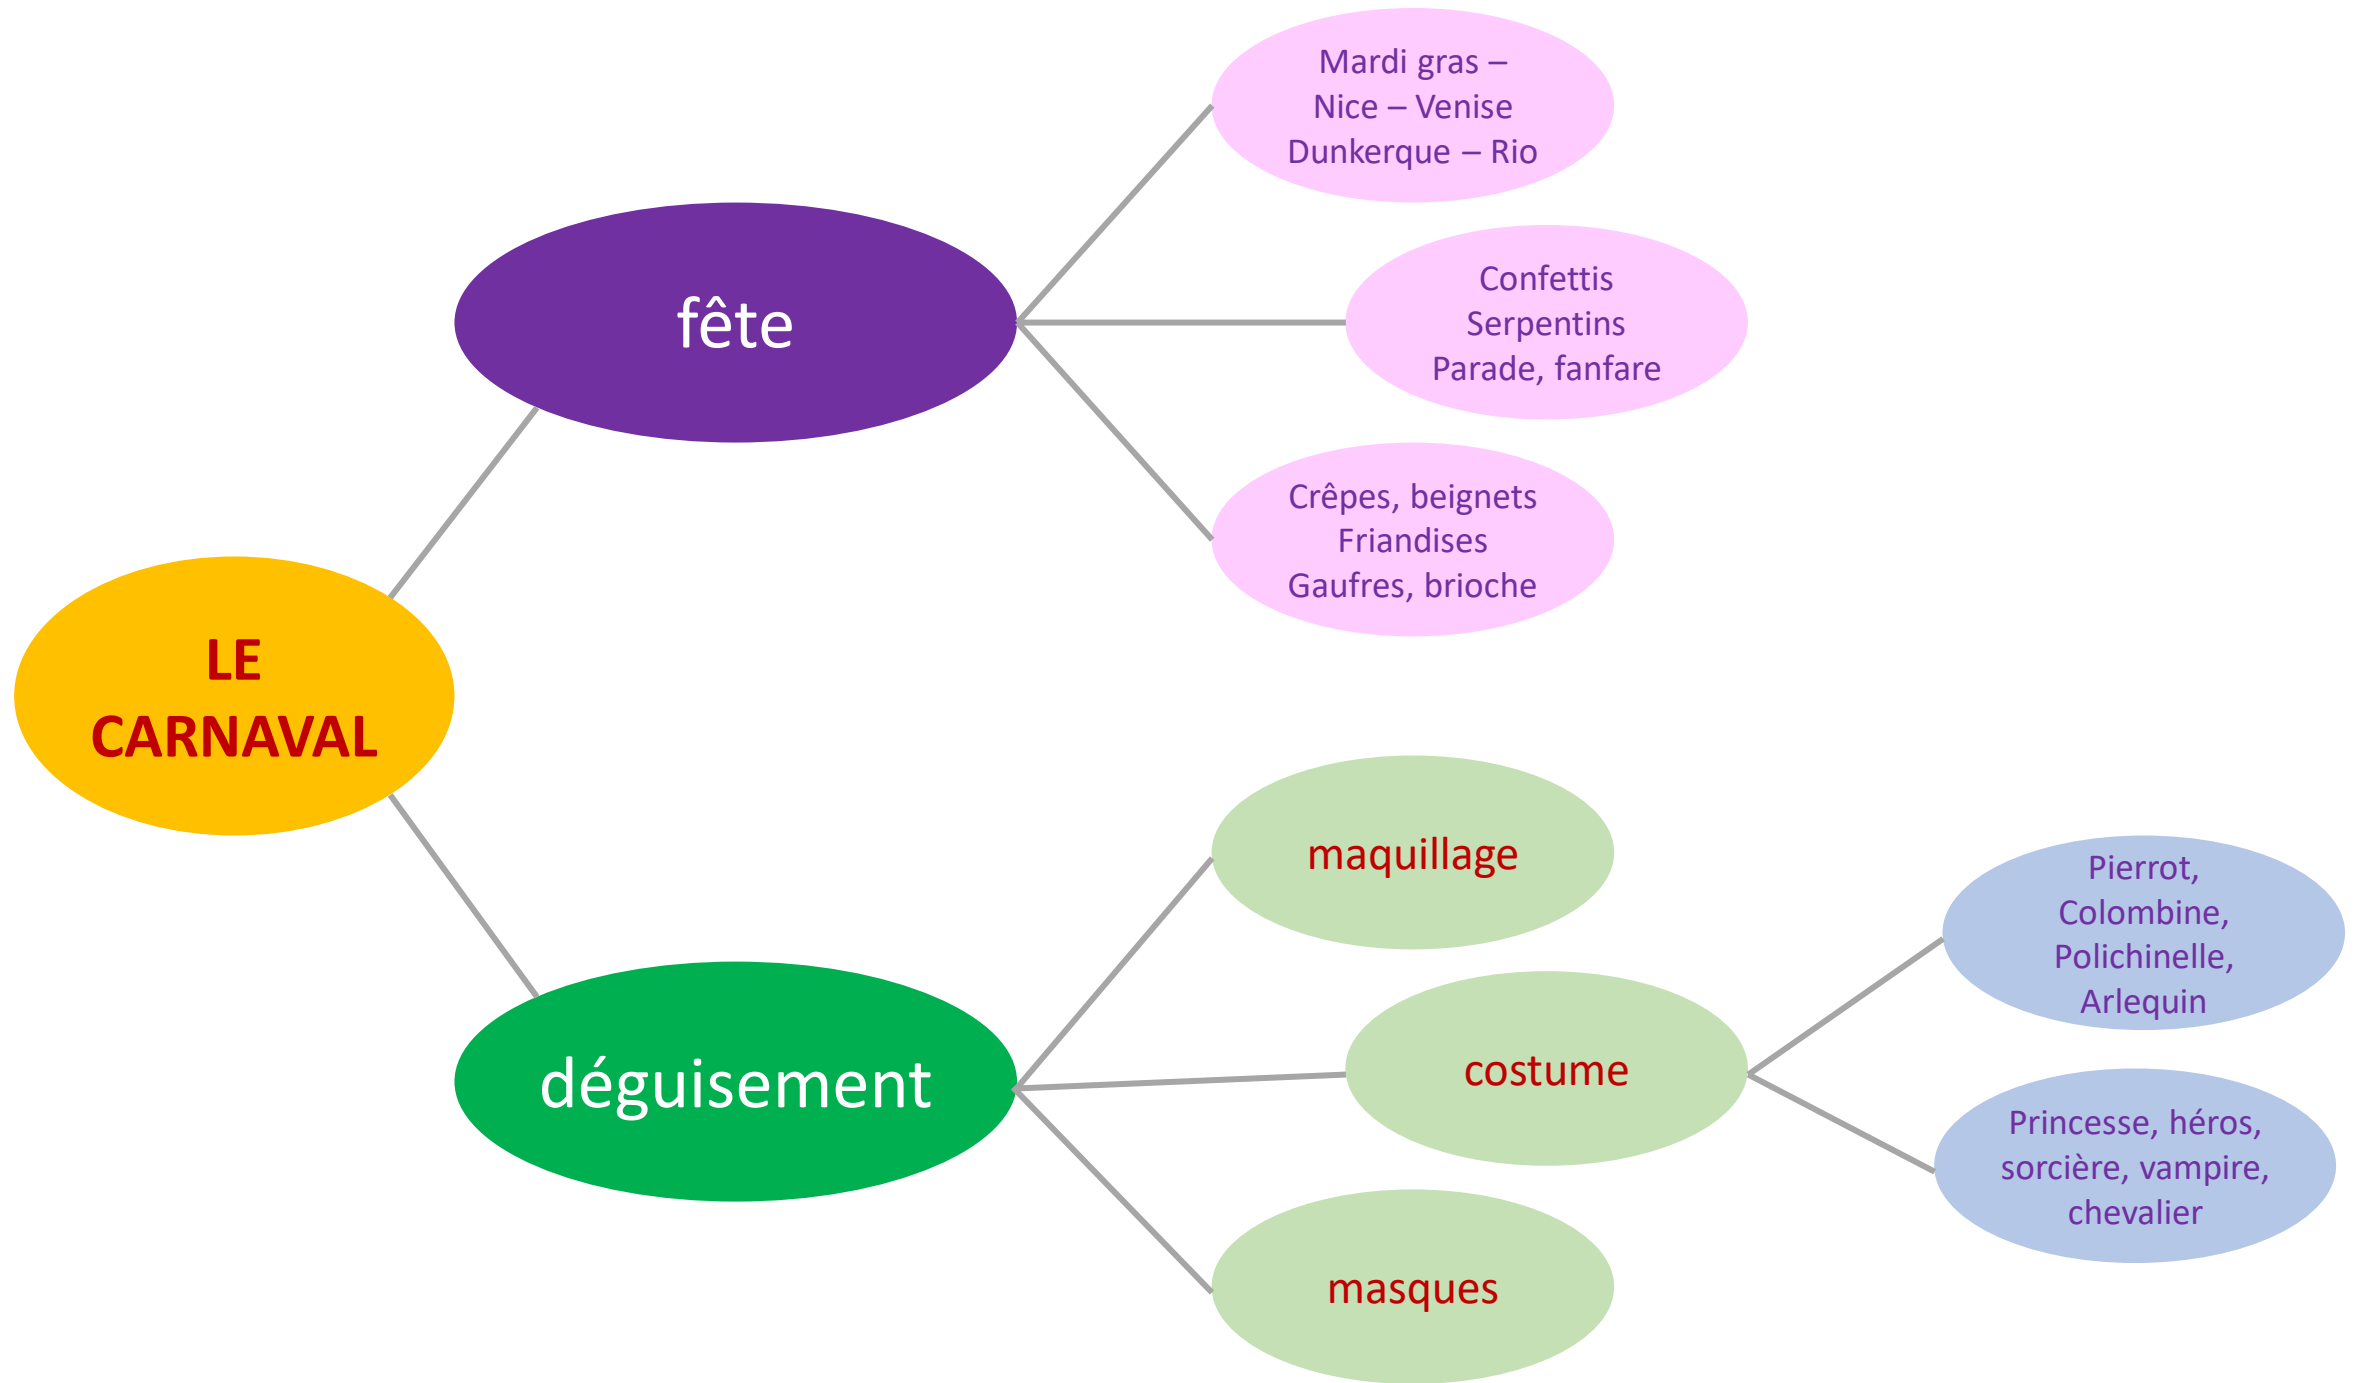 LE
CARNAVAL
fête
Mardi gras –
Nice – Venise
Dunkerque – Rio
Confettis
Serpentins
Parade, fanfare
Crêpes, beignets
Friandises
Gaufres, brioche
déguisement
maquillage
costume
Pierrot,
Colombine,
Polichinelle,
Arlequin
Princesse, héros,
sorcière, vampire,
chevalier
masques